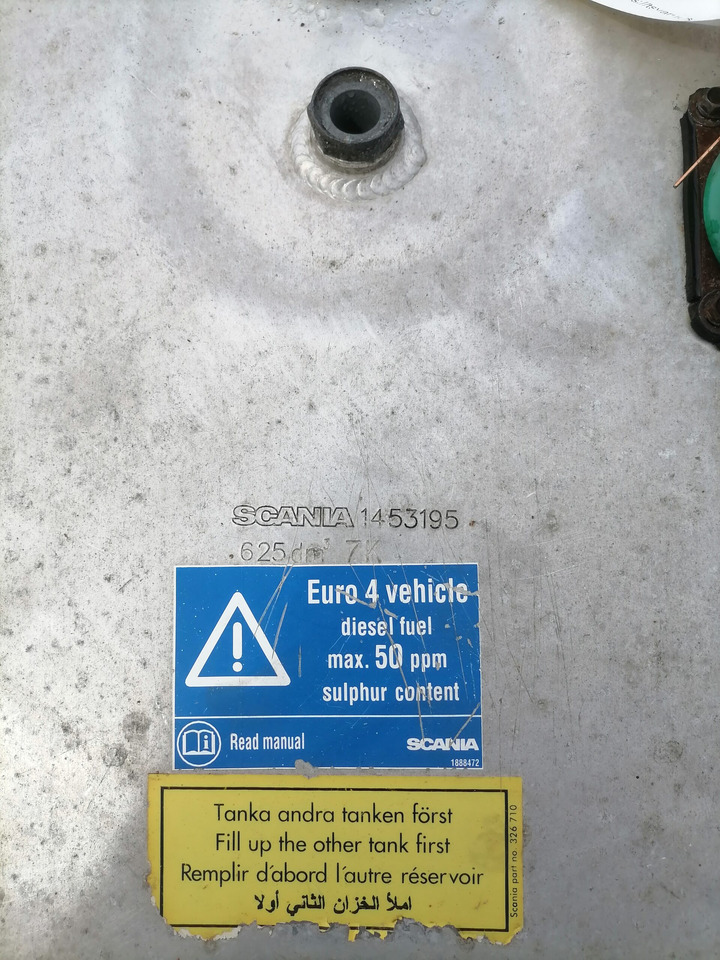 SCANIA 1453195
625dm³ 7K
Euro 4 vehicle
diesel fuel
max. 50 ppm
sulphur content
Read manual
SCANIA
1888472
Tanka andra tanken först
Fill up the other tank first
Remplir d'abord l'autre réservoir
املأ الخزان الثاني أولا
Scania part no. 326 710